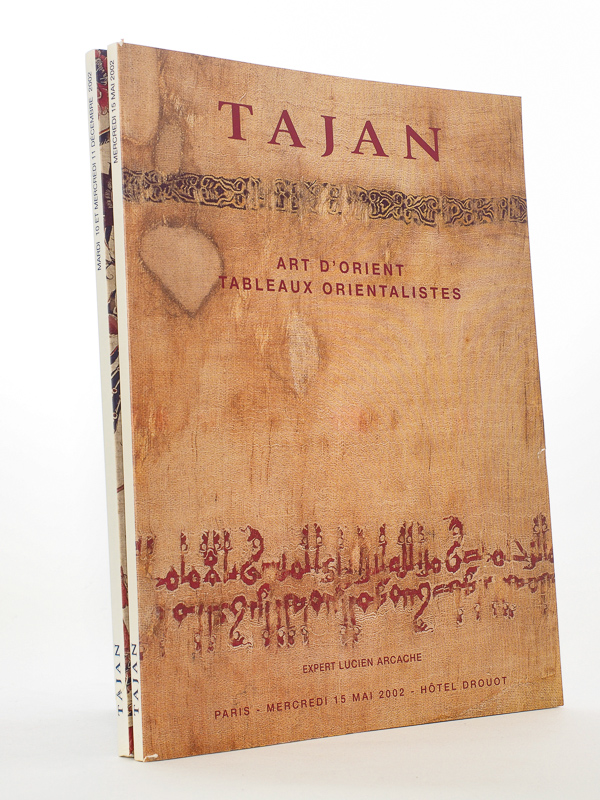 TAJAN
ART D'ORIENT
TABLEAUX ORIENTALISTES
EXPERT LUCIEN ARCACHE
PARIS - MERCREDI 15 MAI 2002 - HÔTEL DROUOT
MERCREDI 15 MAI 2002
TAJAN
MARDI 10 ET MERCREDI 11 DÉCEMBRE 2002
TAJAN